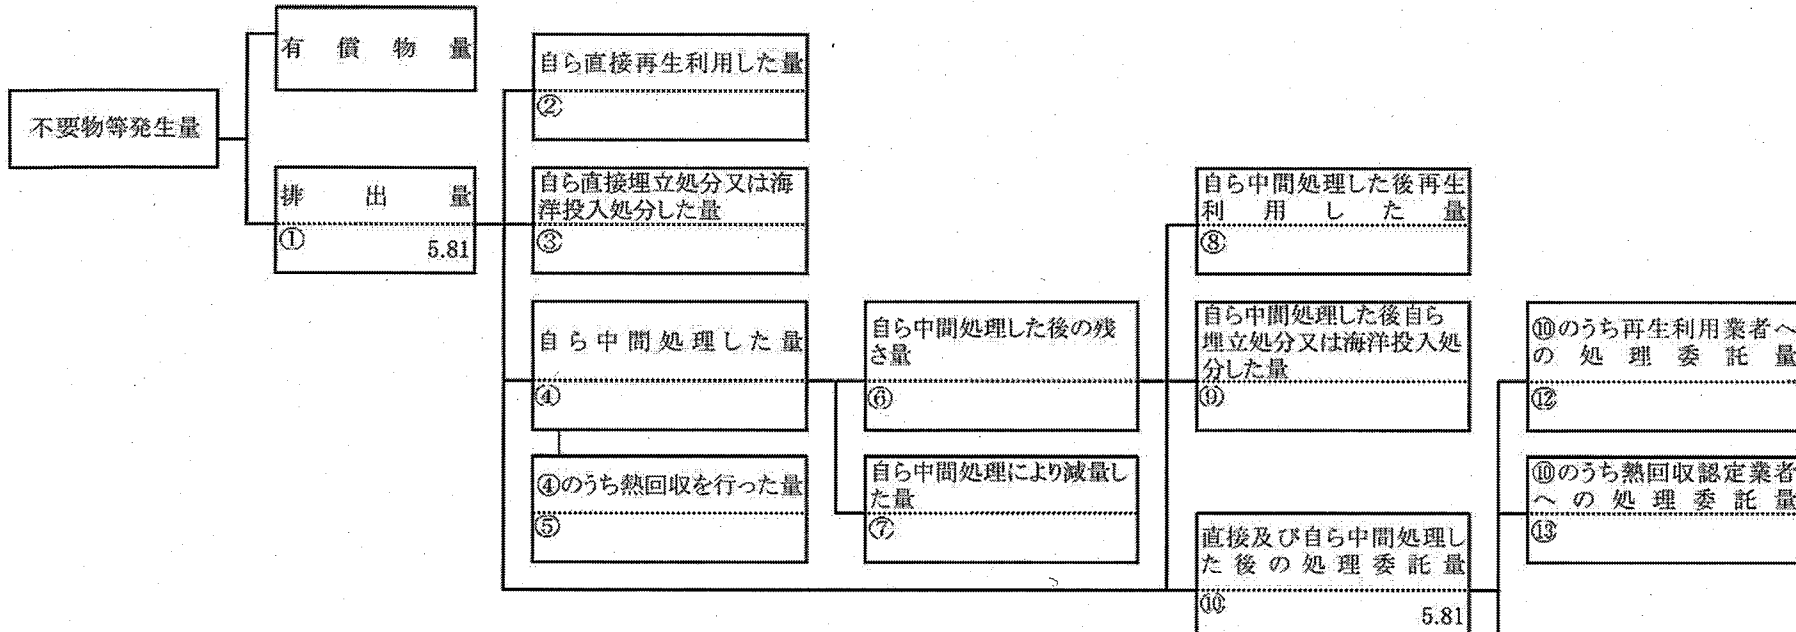 有償物量
不要物等発生量
排出量
①
5.81
自ら直接再生利用した量
②
自ら直接埋立処分又は海
洋投入処分した量
③
自ら中間処理した量
④
④のうち熱回収を行った量
⑤
自ら中間処理した後の残
さ量
⑥
自ら中間処理により減量し
た量
⑦
自ら中間処理した後再生
利用した量
⑧
自ら中間処理した後自ら
埋立処分又は海洋投入処
分した量
⑨
直接及び自ら中間処理し
た後の処理委託量
⑩
5.81
⑩のうち再生利用業者へ
の処理委託量
⑫
⑩のうち熱回収認定業者
への処理委託量
⑬